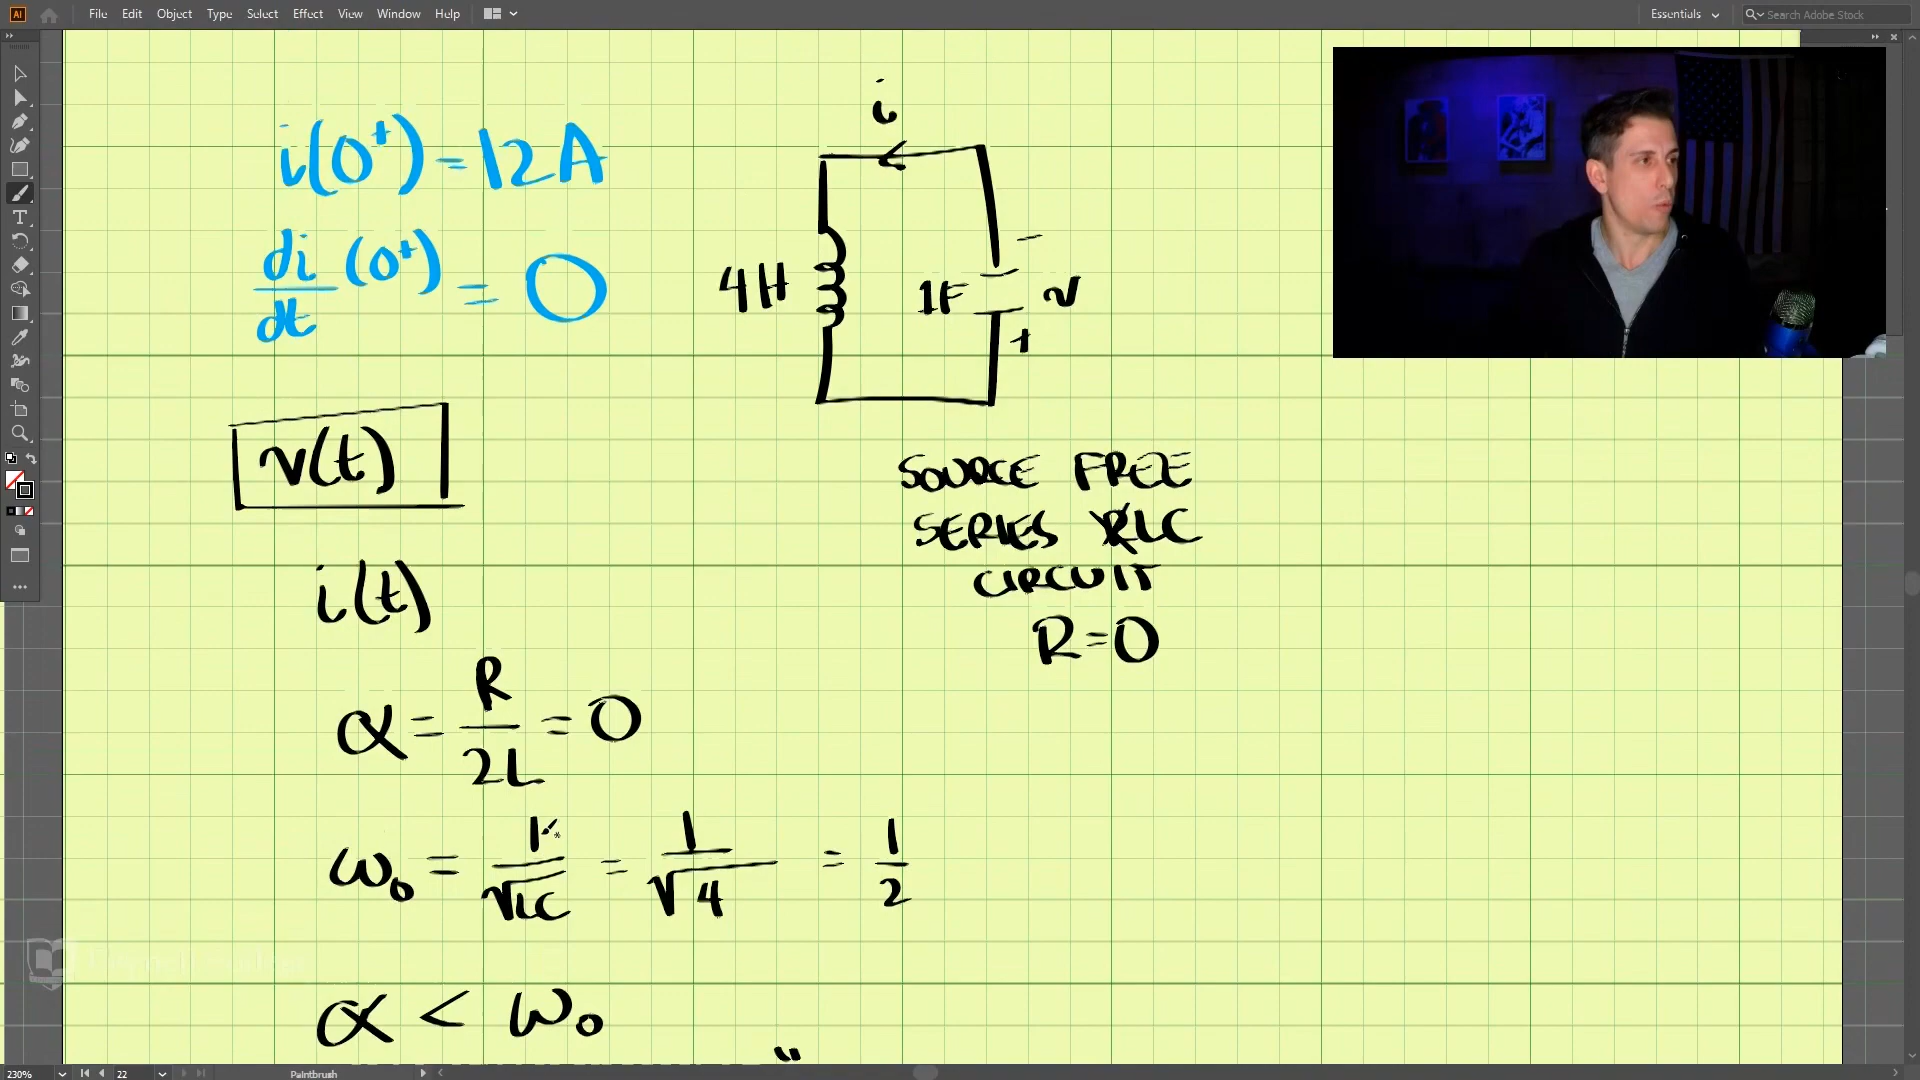 File Edit Object Type Select Effect View Window Help
Essentials
Search Adobe Stock
i(0⁺) = 12A
di/dt (0⁺) = 0
i
4H
1F
v
-
+
v(t)
SOURCE FREE
SERIES RLC
CIRCUIT
R=0
i(t)
α = R/2L = 0
ω₀ = 1/√LC = 1/√4 = 1/2
α < ω₀
"
230%
22
Paintbrush